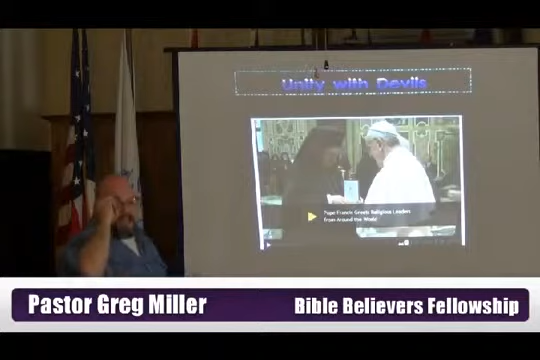 Unity with Devils
Pope Francis Greets Religious Leaders
from Around the World
Pastor Greg Miller
Bible Believers Fellowship